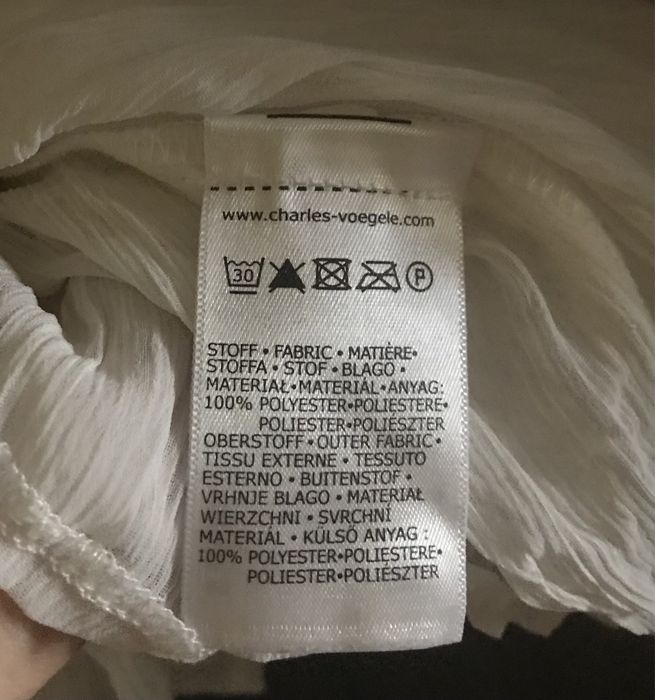 www.charles-voegele.com
30 P
STOFF • FABRIC • MATIÈRE•
STOFFA • STOF • BLAGO •
MATERIAŁ•MATERIÁL•ANYAG:
100% POLYESTER•POLIESTERE•
POLIESTER•POLIÉSZTER
OBERSTOFF•OUTER FABRIC•
TISSU EXTERNE • TESSUTO
ESTERNO • BUITENSTOF •
VRHNJE BLAGO • MATERIAŁ
WIERZCHNI • SVRCHNÍ
MATERIÁL • KÜLSŐ ANYAG :
100% POLYESTER•POLIESTERE•
POLIESTER•POLIÉSZTER